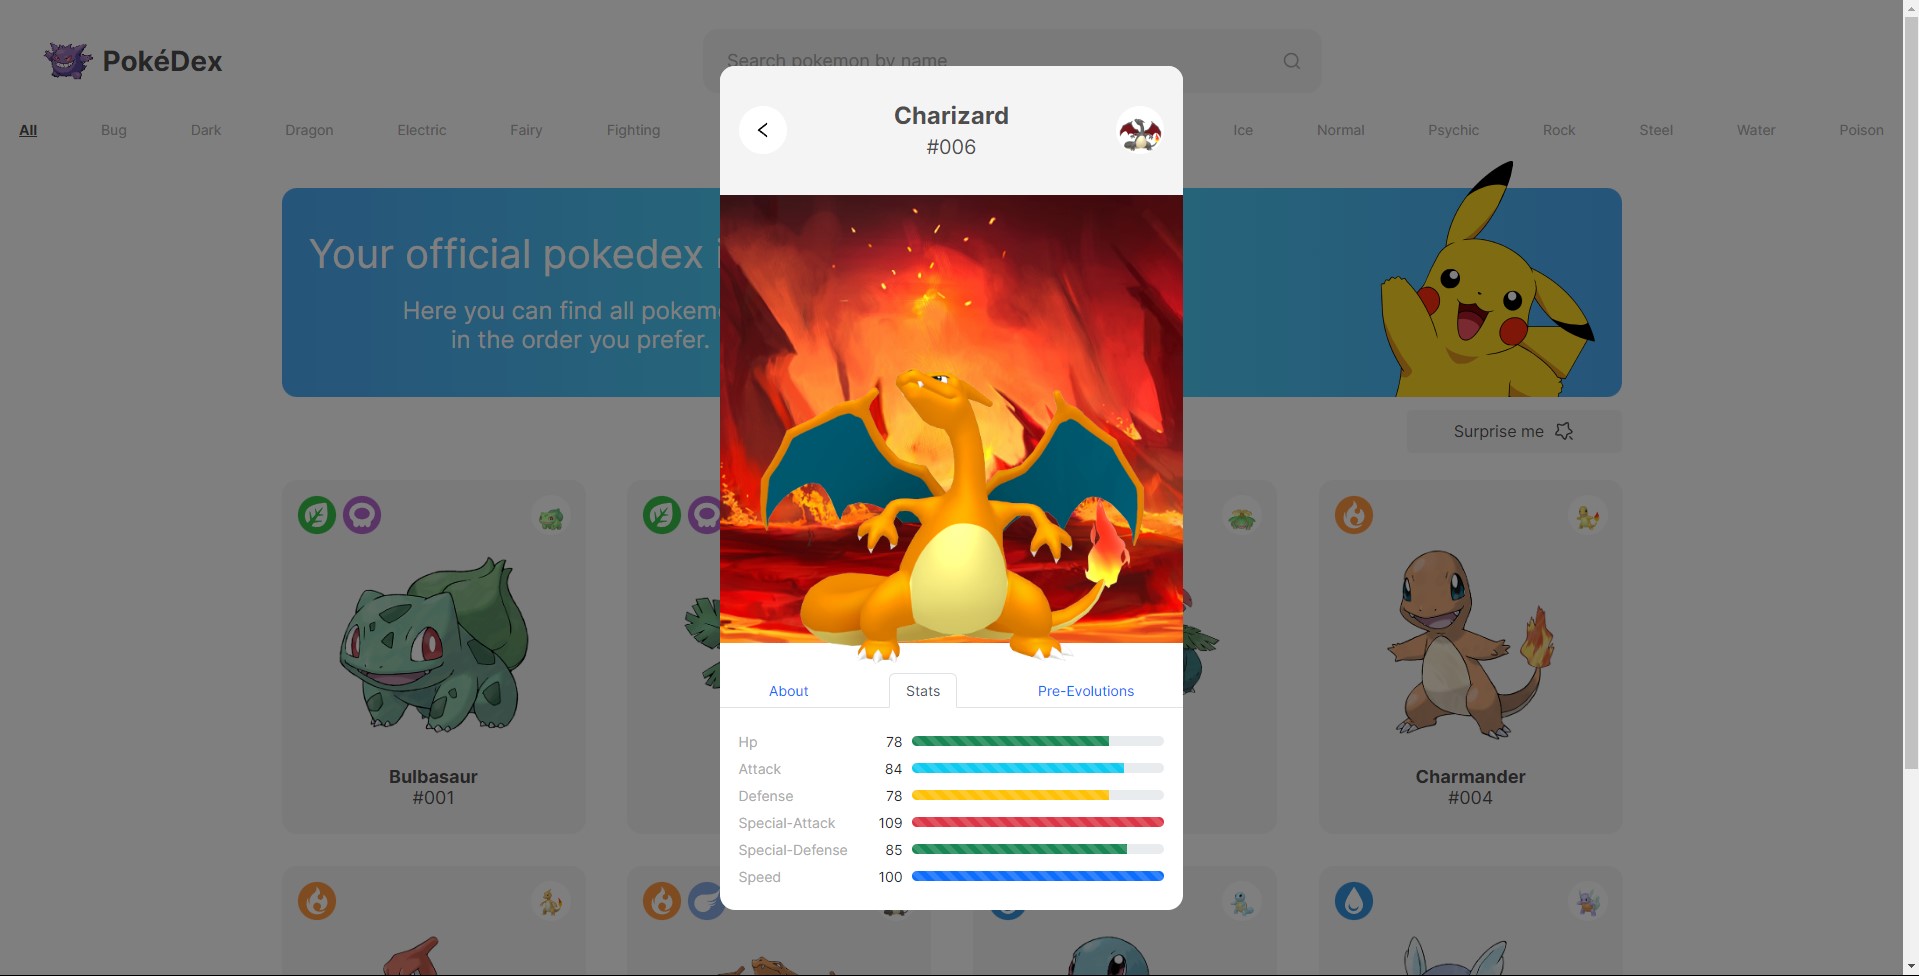 PokéDex
Search pokemon by name
All Bug Dark Dragon Electric Fairy Fighting Ice Normal Psychic Rock Steel Water Poison
Your official pokedex
Here you can find all
in the order you prefer.
Surprise me
Charizard
#006
About Stats Pre-Evolutions
Hp 78
Attack 84
Defense 78
Special-Attack 109
Special-Defense 85
Speed 100
Bulbasaur
#001
Charmander
#004